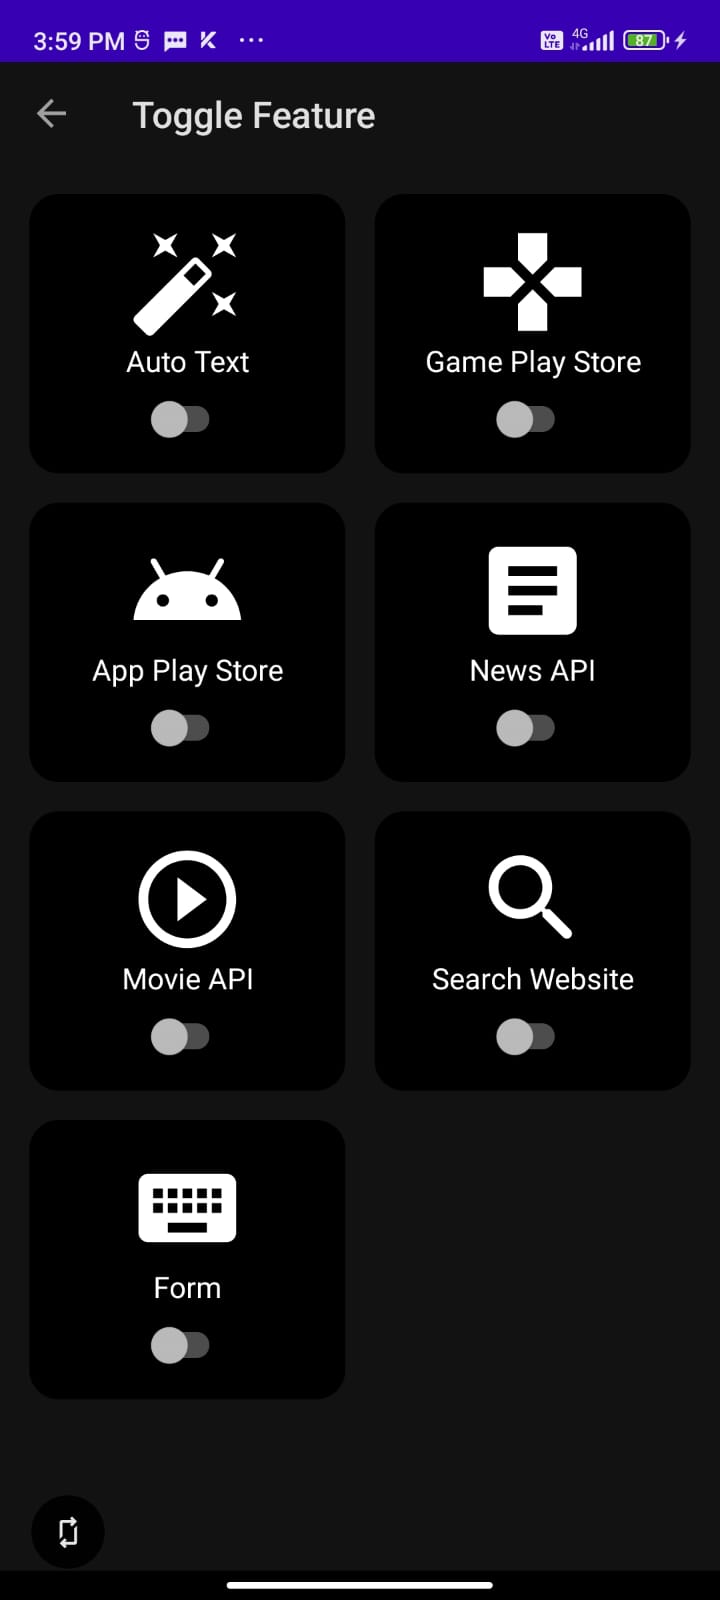 3:59 PM
Vo LTE 4G 87
Toggle Feature
Auto Text
Game Play Store
App Play Store
News API
Movie API
Search Website
Form